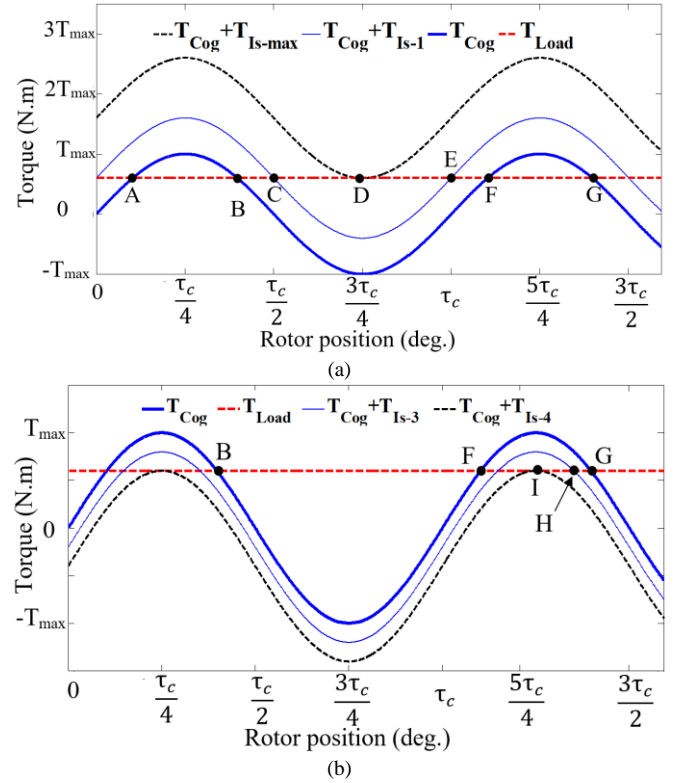 3Tmax
2Tmax
Tmax
0
-Tmax
Torque (N.m)
TCog+TIs-max TCog+TIs-1 TCog TLoad
A B C D E F G
0 τc/4 τc/2 3τc/4 τc 5τc/4 3τc/2
Rotor position (deg.)
(a)
TCog TLoad TCog+TIs-3 TCog+TIs-4
Tmax
0
-Tmax
Torque (N.m)
B F G
I
H
0 τc/4 τc/2 3τc/4 τc 5τc/4 3τc/2
Rotor position (deg.)
(b)